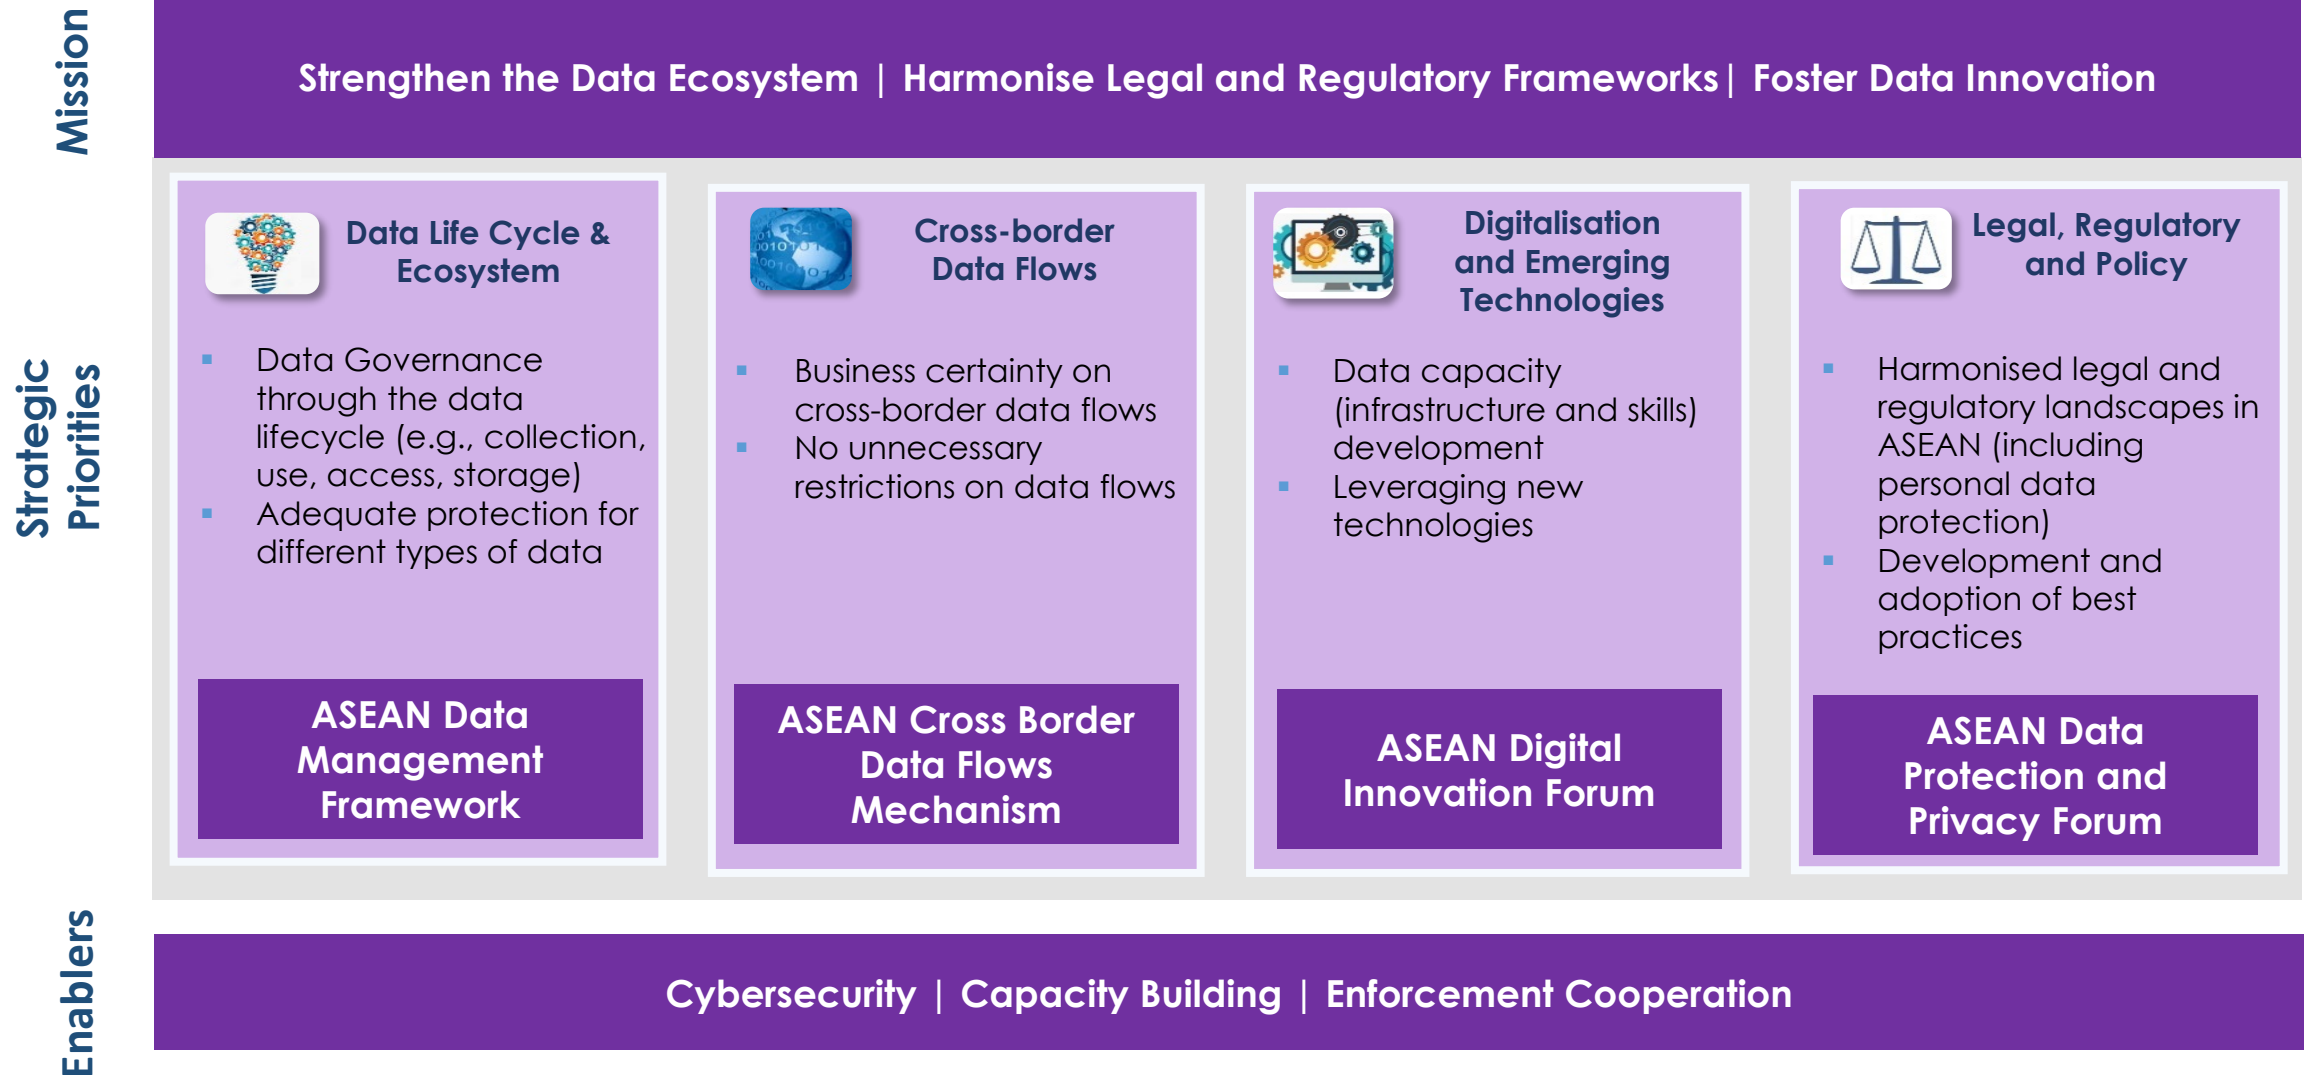 Mission
Strengthen the Data Ecosystem | Harmonise Legal and Regulatory Frameworks| Foster Data Innovation
Strategic
Priorities
Data Life Cycle &
Ecosystem
▪ Data Governance
through the data
lifecycle (e.g., collection,
use, access, storage)
▪ Adequate protection for
different types of data
ASEAN Data
Management
Framework
Cross-border
Data Flows
▪ Business certainty on
cross-border data flows
▪ No unnecessary
restrictions on data flows
ASEAN Cross Border
Data Flows
Mechanism
Digitalisation
and Emerging
Technologies
▪ Data capacity
(infrastructure and skills)
development
▪ Leveraging new
technologies
ASEAN Digital
Innovation Forum
Legal, Regulatory
and Policy
▪ Harmonised legal and
regulatory landscapes in
ASEAN (including
personal data
protection)
▪ Development and
adoption of best
practices
ASEAN Data
Protection and
Privacy Forum
Enablers
Cybersecurity | Capacity Building | Enforcement Cooperation